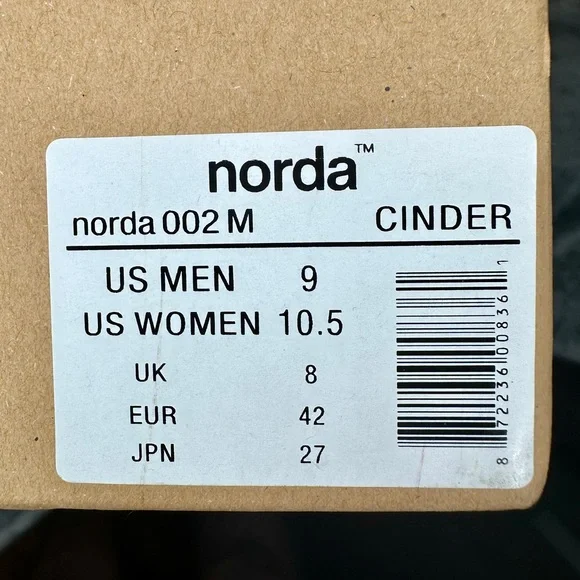 norda™
norda 002 M CINDER
US MEN 9
US WOMEN 10.5
UK 8
EUR 42
JPN 27
8 72236 00836 1